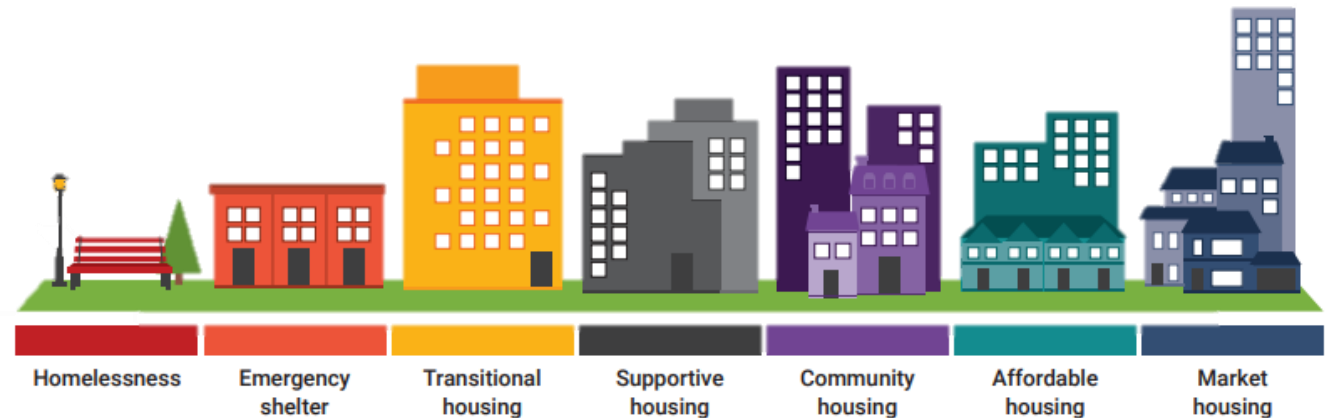 Homelessness
Emergency
shelter
Transitional
housing
Supportive
housing
Community
housing
Affordable
housing
Market
housing